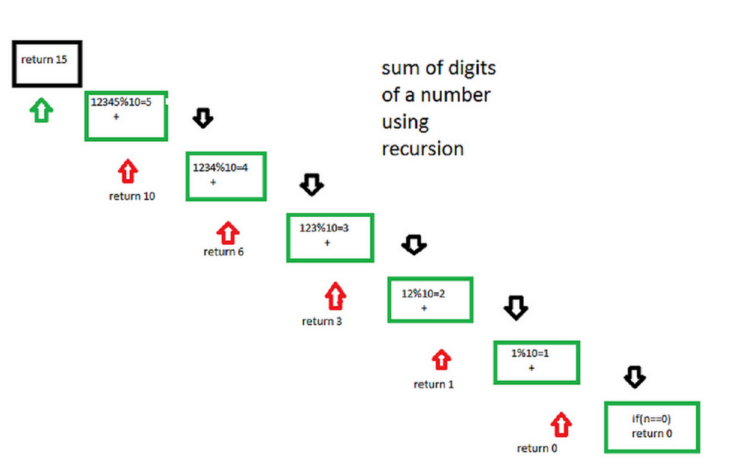 return 15
sum of digits
of a number
using
recursion
12345%10=5
+
1234%10=4
+
return 10
123%10=3
+
return 6
12%10=2
+
return 3
1%10=1
+
return 1
if(n==0)
return 0
return 0